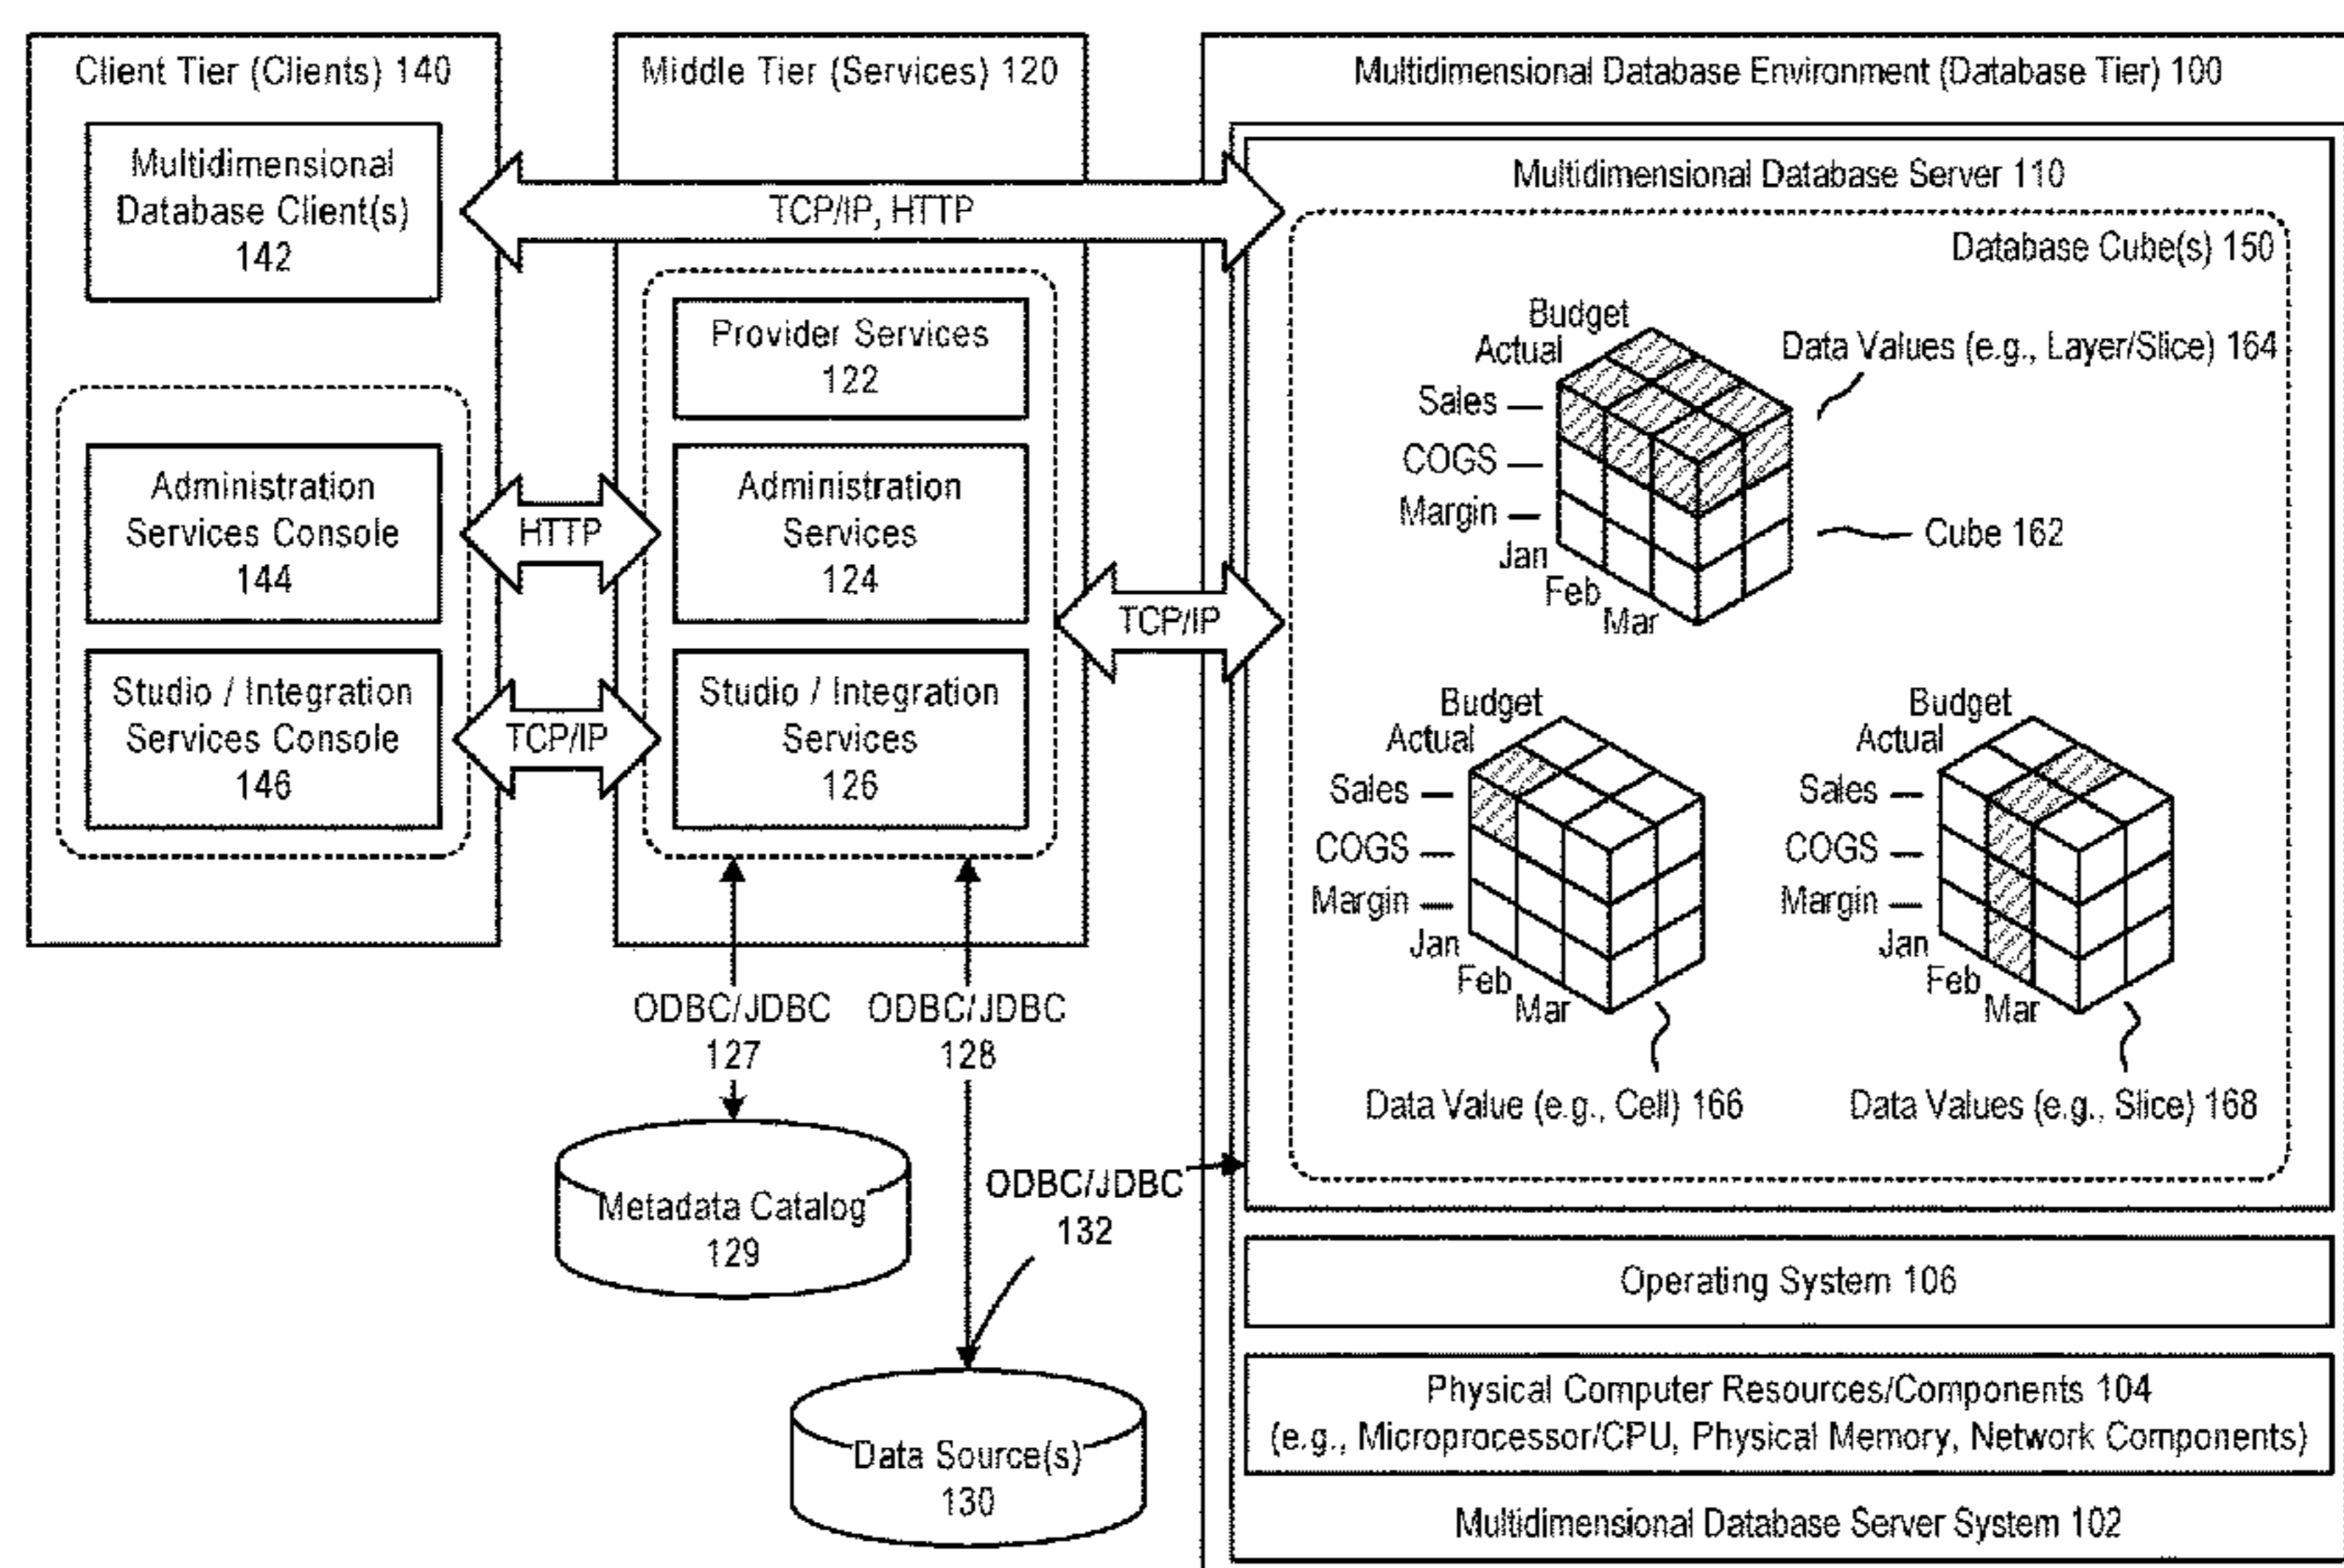 Client Tier (Clients) 140
Multidimensional
Database Client(s)
142
Administration
Services Console
144
Studio / Integration
Services Console
146
Middle Tier (Services) 120
TCP/IP, HTTP
Provider Services
122
HTTP
Administration
Services
124
TCP/IP
Studio / Integration
Services
126
TCP/IP
ODBC/JDBC
127
ODBC/JDBC
128
Metadata Catalog
129
ODBC/JDBC
132
Data Source(s)
130
Multidimensional Database Environment (Database Tier) 100
Multidimensional Database Server 110
Database Cube(s) 150
Budget
Actual
Sales
COGS
Margin
Jan
Feb
Mar
Data Values (e.g., Layer/Slice) 164
Cube 162
Budget
Actual
Sales
COGS
Margin
Jan
Feb
Mar
Data Value (e.g., Cell) 166
Budget
Actual
Sales
COGS
Margin
Jan
Feb
Mar
Data Values (e.g., Slice) 168
Operating System 106
Physical Computer Resources/Components 104
(e.g., Microprocessor/CPU, Physical Memory, Network Components)
Multidimensional Database Server System 102